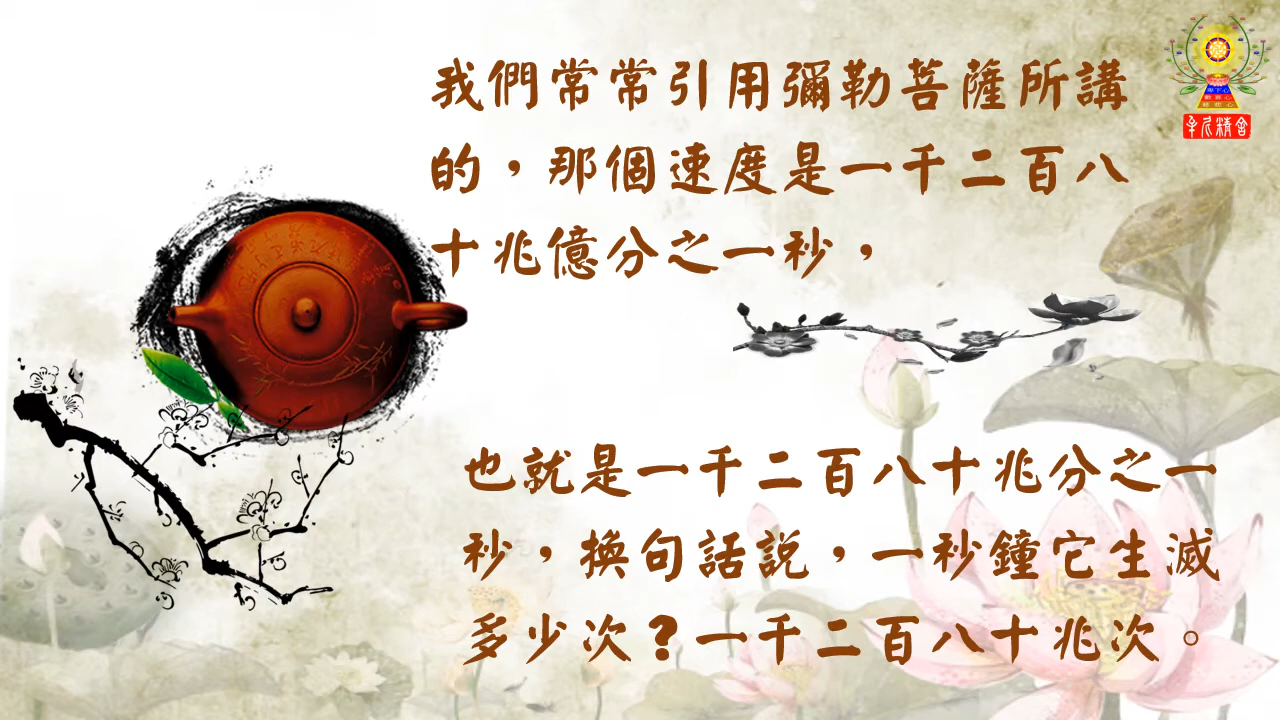 我們常常引用彌勒菩薩所講
的，那個速度是一千二百八
十兆億分之一秒，
也就是一千二百八十兆分之一
秒，換句話說，一秒鐘它生滅
多少次？一千二百八十兆次。